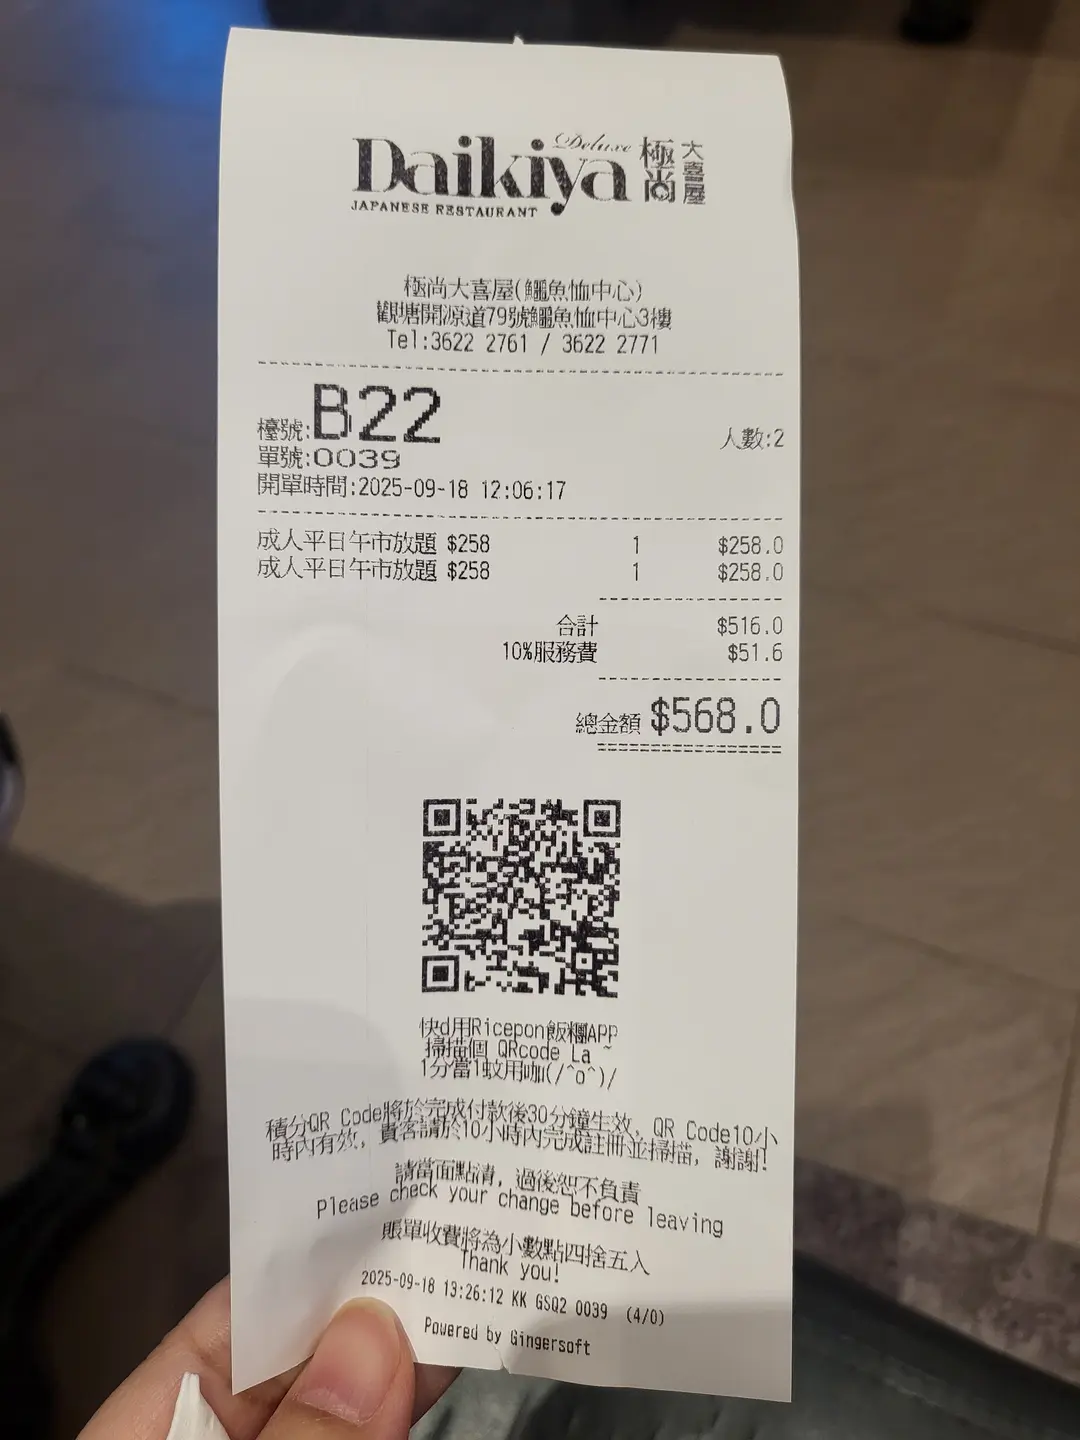 Daikiya Deluxe 極尚 大喜屋
JAPANESE RESTAURANT
極尚大喜屋(鱷魚恤中心)
觀塘開源道79號鱷魚恤中心3樓
Tel:3622 2761 / 3622 2771
檯號:B22
人數:2
單號:0039
開單時間:2025-09-18 12:06:17
成人平日午市放題 $258 1 $258.0
成人平日午市放題 $258 1 $258.0
合計 $516.0
10%服務費 $51.6
總金額 $568.0
快d用Ricepon飯糰APP
掃描個 QRcode La ~
1分當1蚊用咖(/^o^)/
積分QR Code將於完成付款後30分鐘生效, QR Code10小
時內有效, 貴客請於10小時內完成註冊並掃描, 謝謝!
請當面點清, 過後恕不負責
Please check your change before leaving
賬單收費將為小數點四捨五入
Thank you!
2025-09-18 13:26:12 KK GSQ2 0039 (4/0)
Powered by Gingersoft